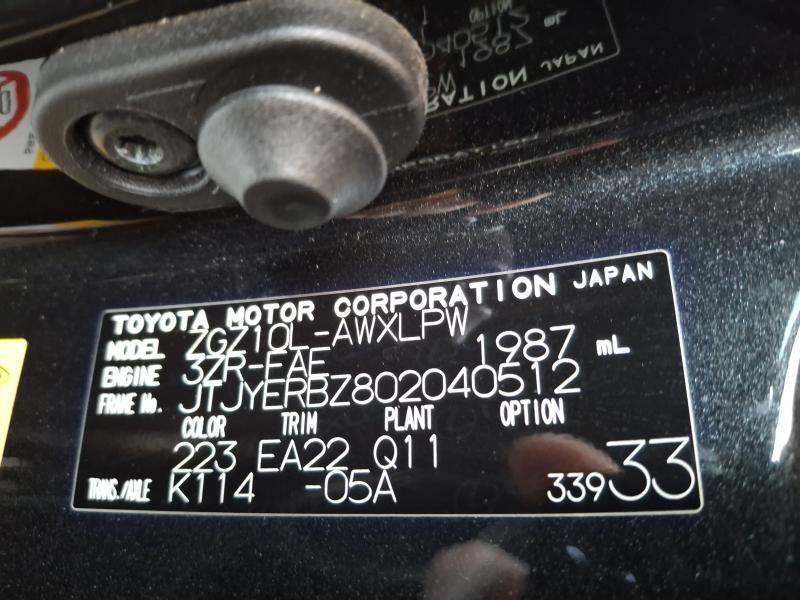 TOYOTA MOTOR CORPORATION JAPAN
MODEL ZGZ10L-AWXLPW
ENGINE 3ZR-FAE 1987 mL
FRAME No. JTJYERBZ802040512
COLOR TRIM PLANT OPTION
223 EA22 Q11
TRANS./AXLE K114 -05A 33933